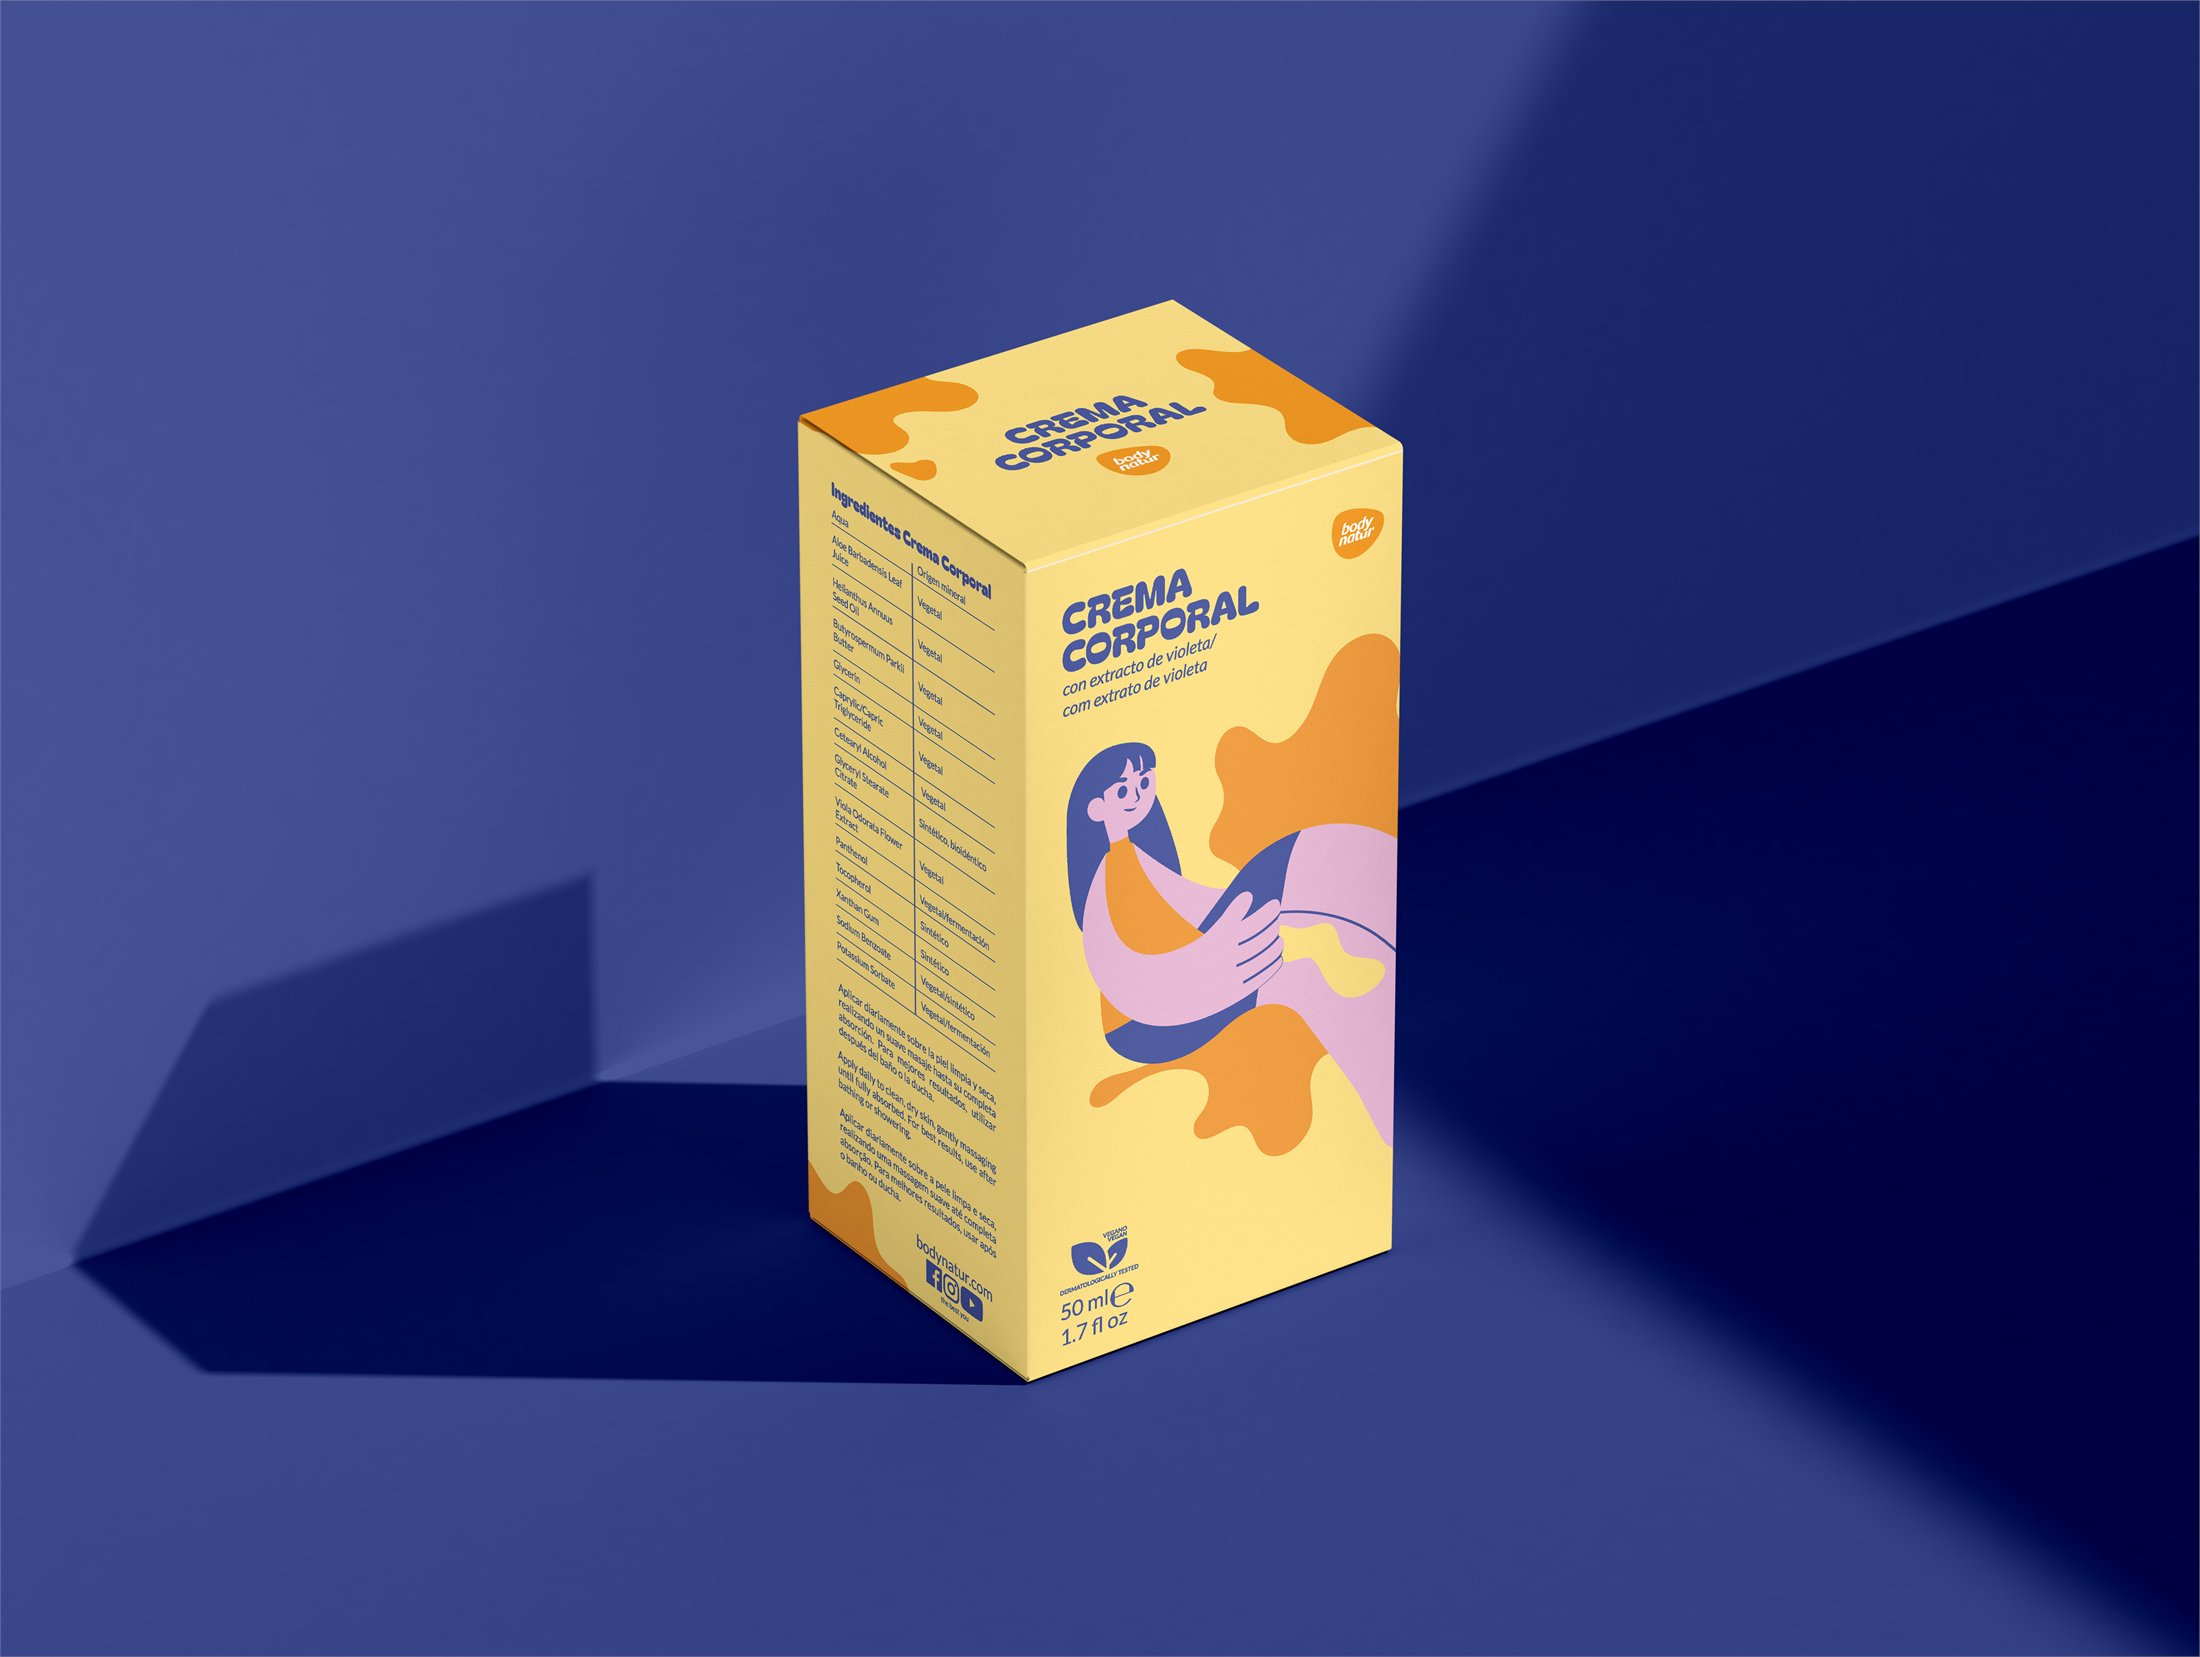 CREMA
CORPORAL
body
natur
body
natur
CREMA
CORPORAL
con extracto de violeta/
com extrato de violeta
VEGANO
VEGAN
DERMATOLOGICALLY TESTED
50 ml e
1.7 fl oz
Ingredientes Crema Corporal
Aqua
Origen mineral
Aloe Barbadensis Leaf
Juice
Vegetal
Helianthus Annuus
Seed Oil
Vegetal
Butyrospermum Parkii
Butter
Vegetal
Glycerin
Vegetal
Caprylic/Capric
Triglyceride
Vegetal
Cetearyl Alcohol
Vegetal
Glyceryl Stearate
Citrate
Sintético, bioidéntico
Viola Odorata Flower
Extract
Vegetal
Panthenol
Vegetal/fermentación
Tocopherol
Sintético
Xanthan Gum
Sintético
Sodium Benzoate
Vegetal/sintético
Potassium Sorbate
Vegetal/fermentación
Aplicar diariamente sobre la piel limpia y seca,
realizando un suave masaje hasta su completa
absorción. Para mejores resultados, utilizar
después del baño o la ducha.
Apply daily to clean, dry skin, gently massaging
until fully absorbed. For best results, use after
bathing or showering.
Aplicar diariamente sobre a pele limpa e seca,
realizando uma massagem suave até completa
absorção. Para melhores resultados, usar após
o banho ou ducha.
bodynatur.com
the best you